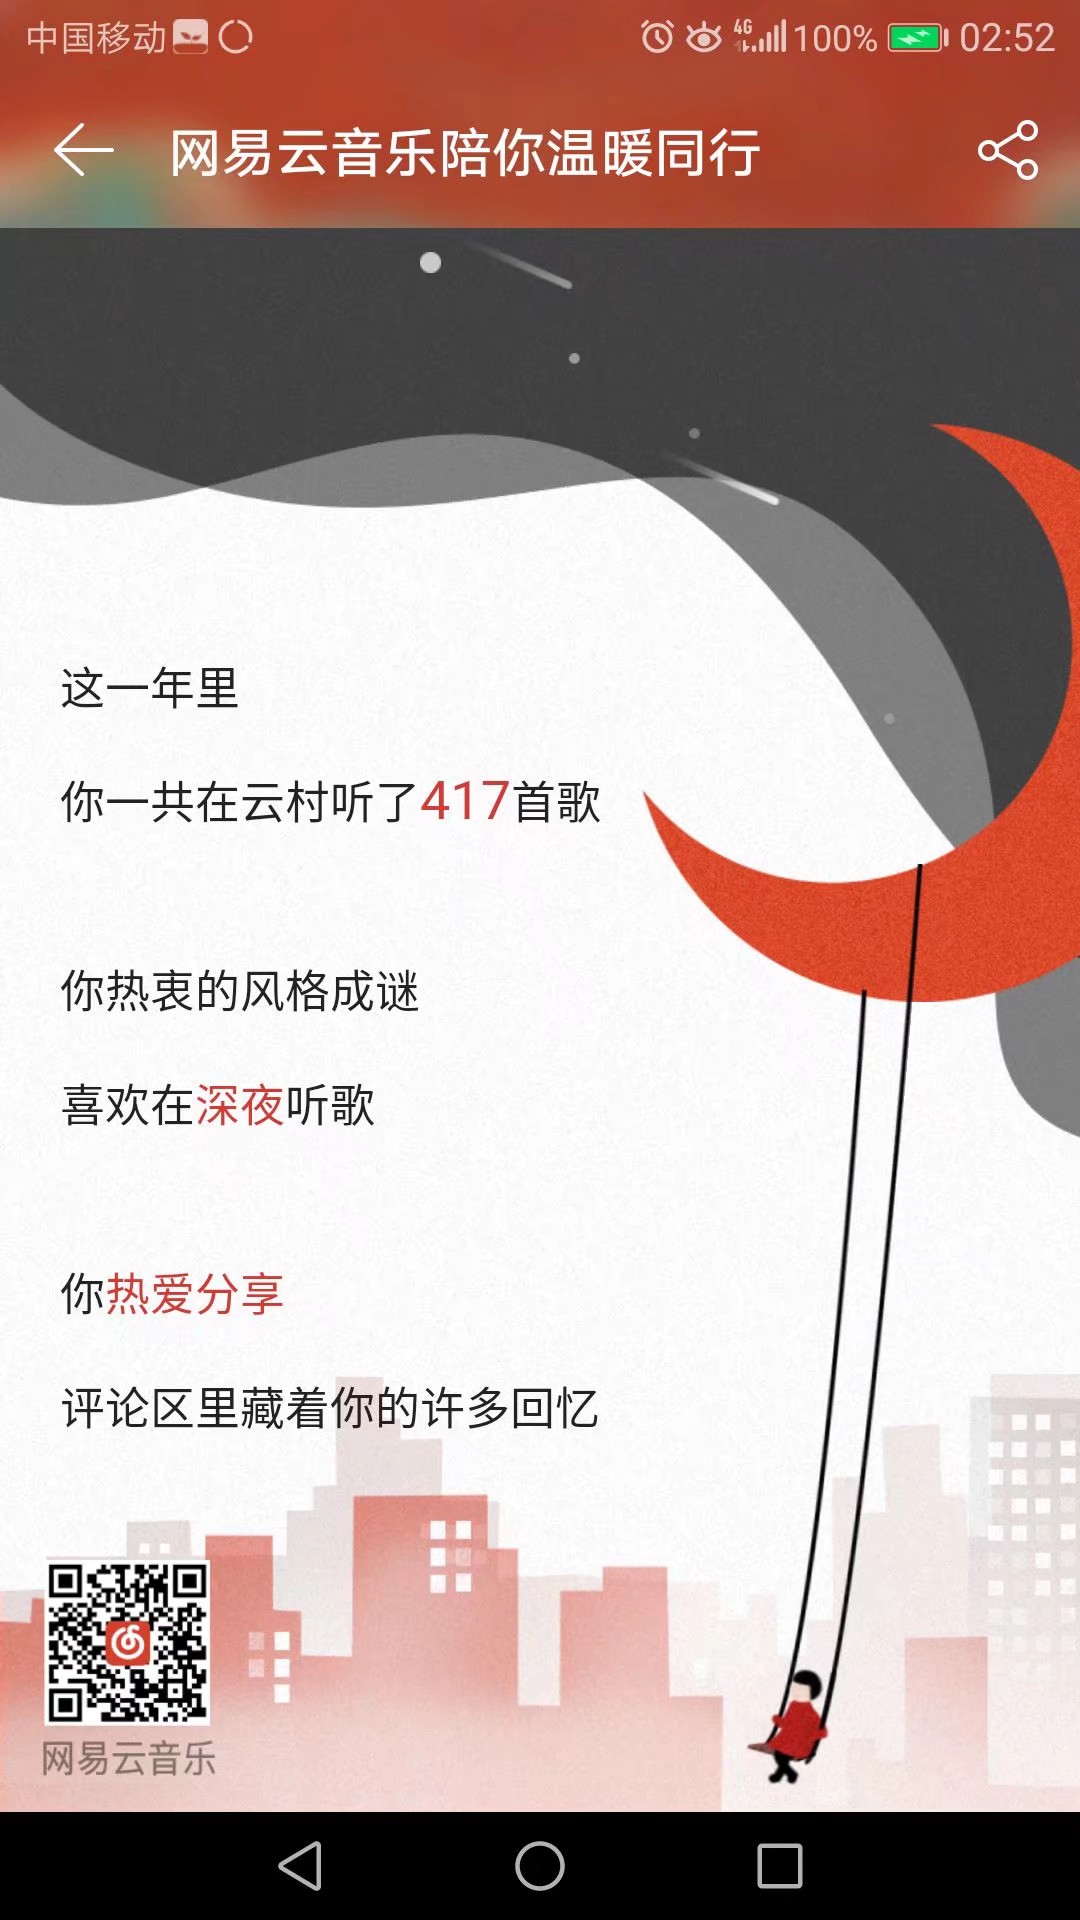 中国移动
4G
100%
02:52
网易云音乐陪你温暖同行
这一年里
你一共在云村听了417首歌
你热衷的风格成谜
喜欢在深夜听歌
你热爱分享
评论区里藏着你的许多回忆
网易云音乐